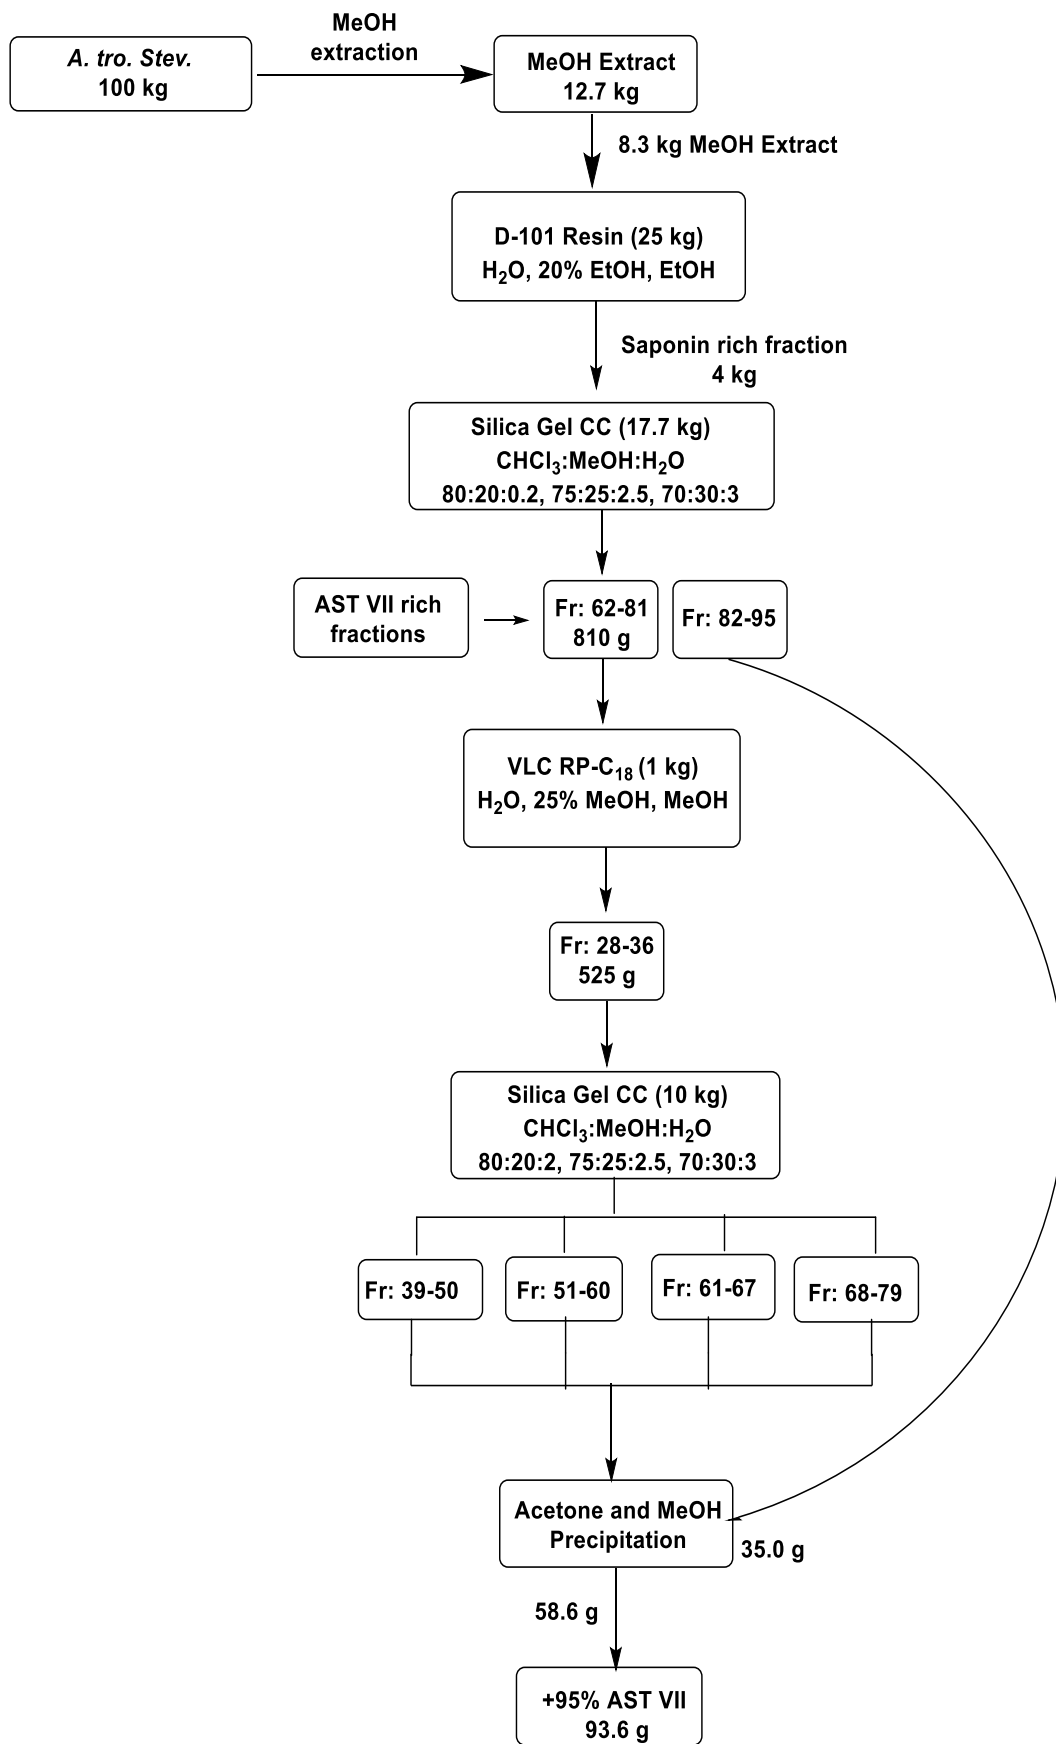 MeOH
extraction
A. tro. Stev.
100 kg
MeOH Extract
12.7 kg
8.3 kg MeOH Extract
D-101 Resin (25 kg)
H₂O, 20% EtOH, EtOH
Saponin rich fraction
4 kg
Silica Gel CC (17.7 kg)
CHCl₃:MeOH:H₂O
80:20:0.2, 75:25:2.5, 70:30:3
AST VII rich
fractions
Fr: 62-81
810 g
Fr: 82-95
VLC RP-C₁₈ (1 kg)
H₂O, 25% MeOH, MeOH
Fr: 28-36
525 g
Silica Gel CC (10 kg)
CHCl₃:MeOH:H₂O
80:20:2, 75:25:2.5, 70:30:3
Fr: 39-50
Fr: 51-60
Fr: 61-67
Fr: 68-79
Acetone and MeOH
Precipitation
35.0 g
58.6 g
+95% AST VII
93.6 g